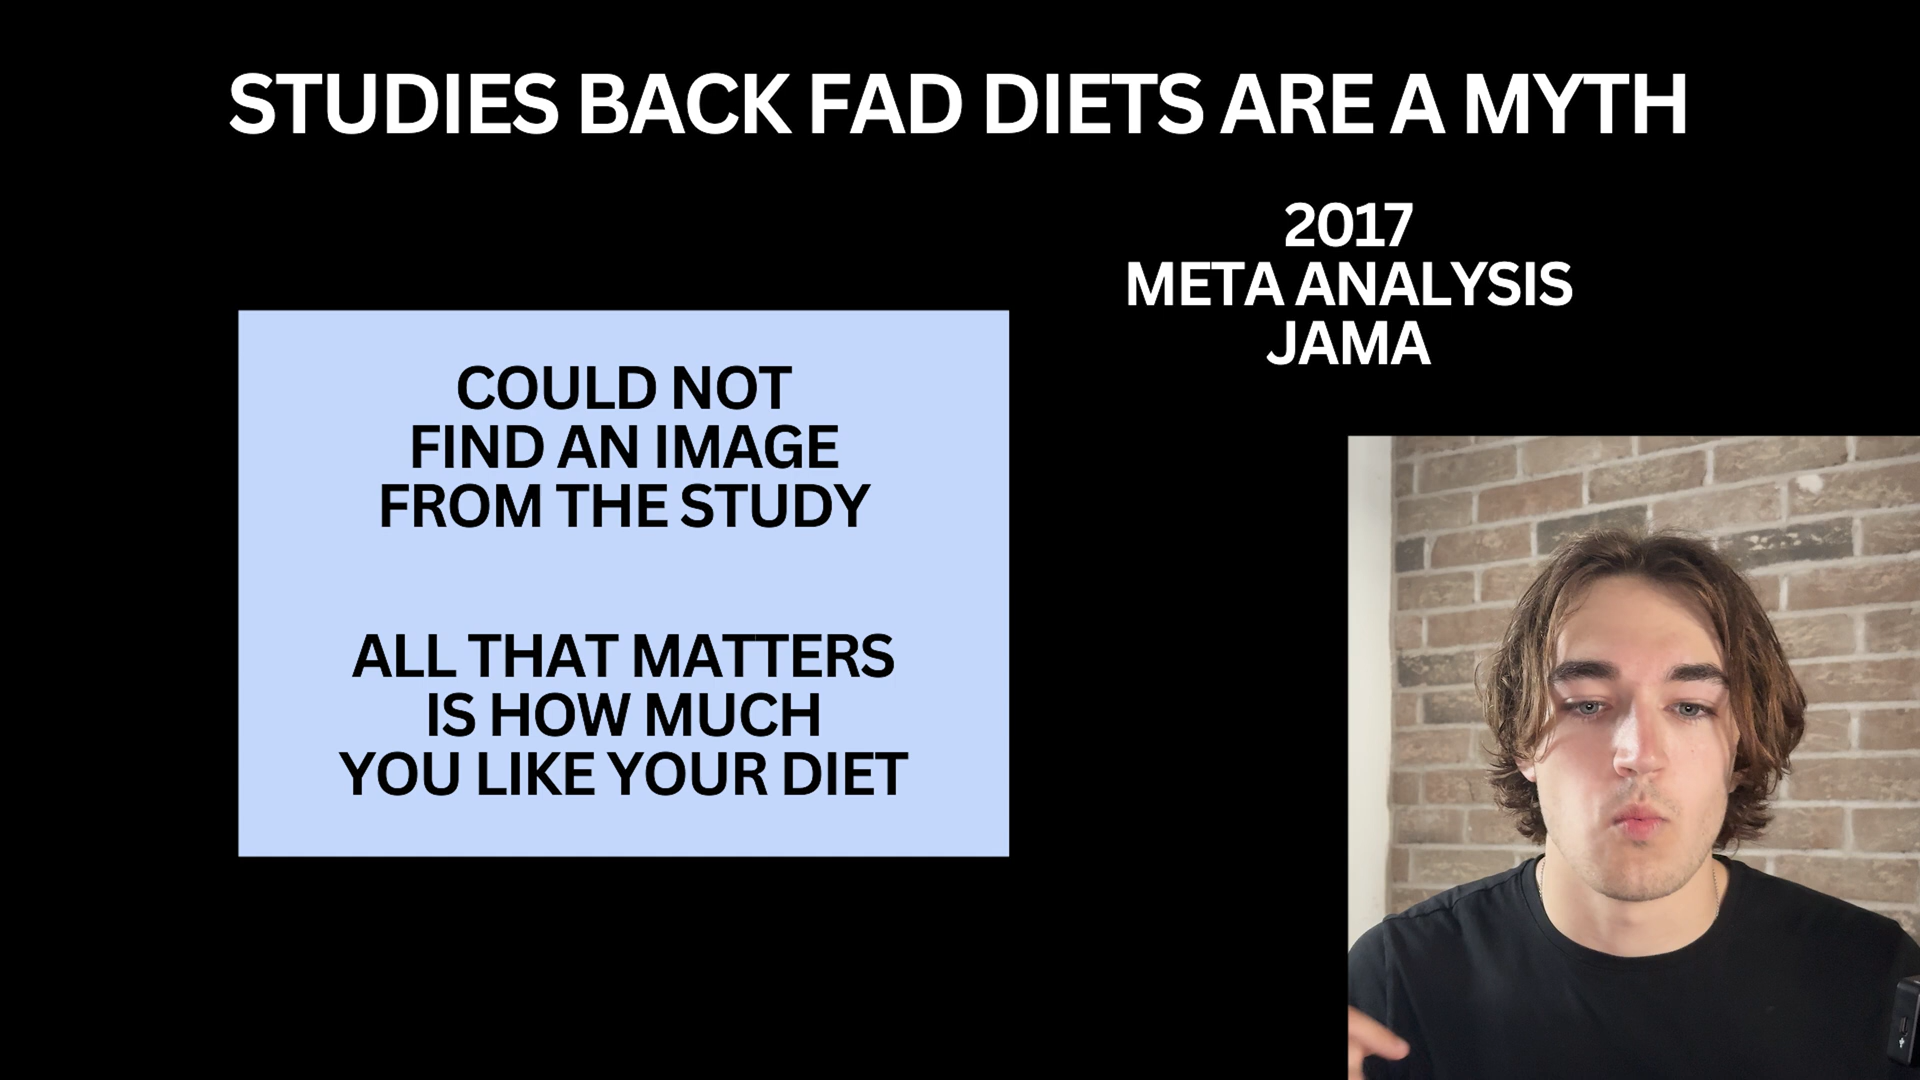 STUDIES BACK FAD DIETS ARE A MYTH
2017
META ANALYSIS
JAMA
COULD NOT
FIND AN IMAGE
FROM THE STUDY
ALL THAT MATTERS
IS HOW MUCH
YOU LIKE YOUR DIET